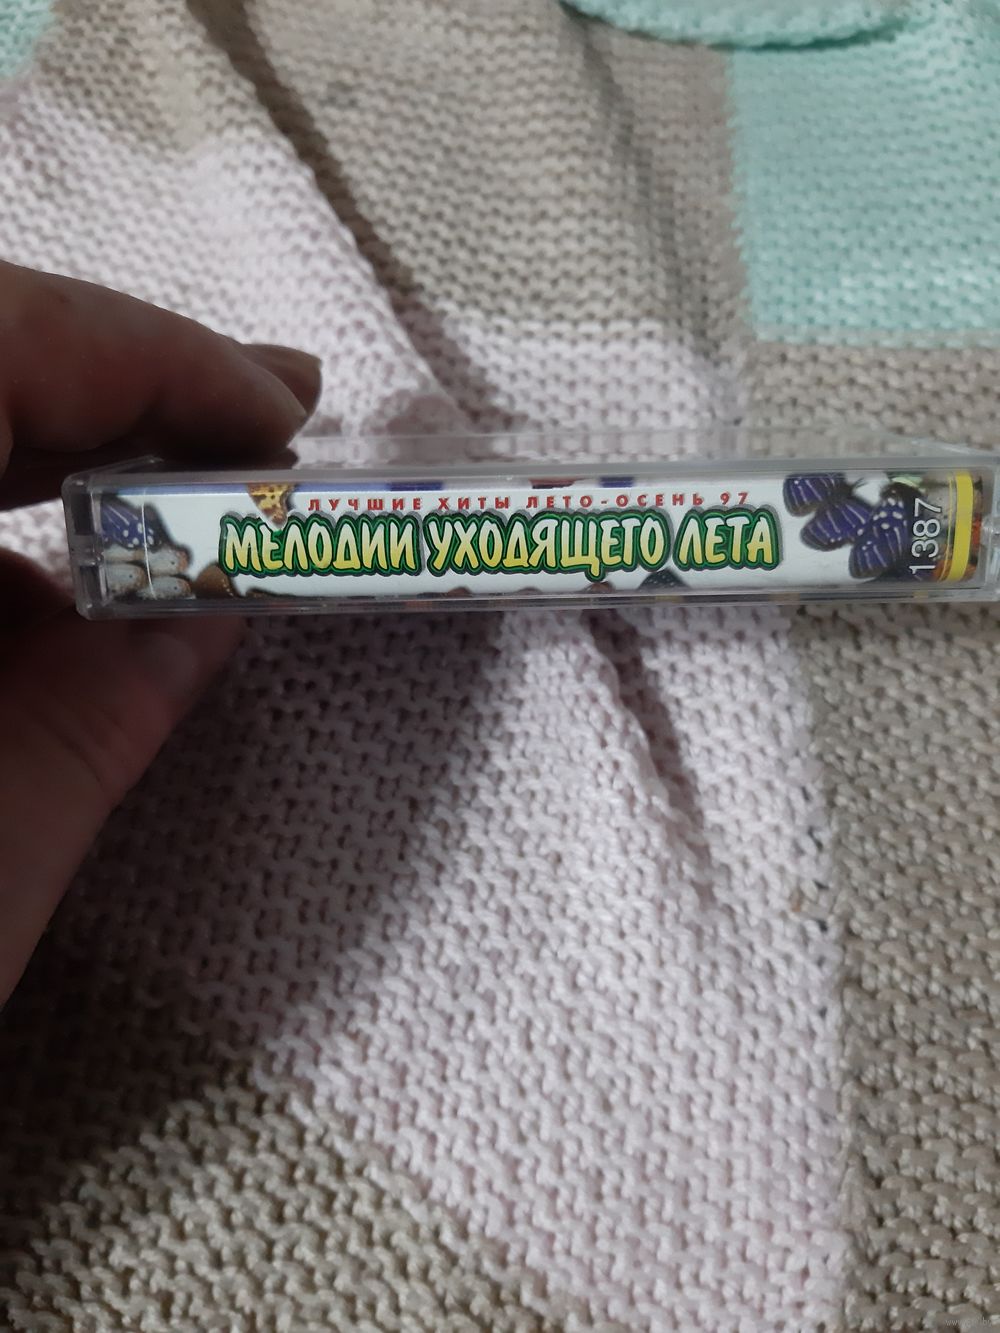 ЛУЧШИЕ ХИТЫ ЛЕТО-ОСЕНЬ 97
МЕЛОДИИ УХОДЯЩЕГО ЛЕТА
1387